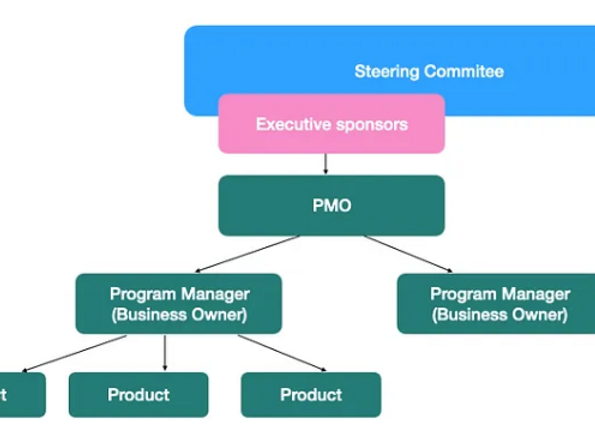 Steering Commitee
Executive sponsors
PMO
Program Manager
(Business Owner)
Program Manager
(Business Owner)
t
Product
Product